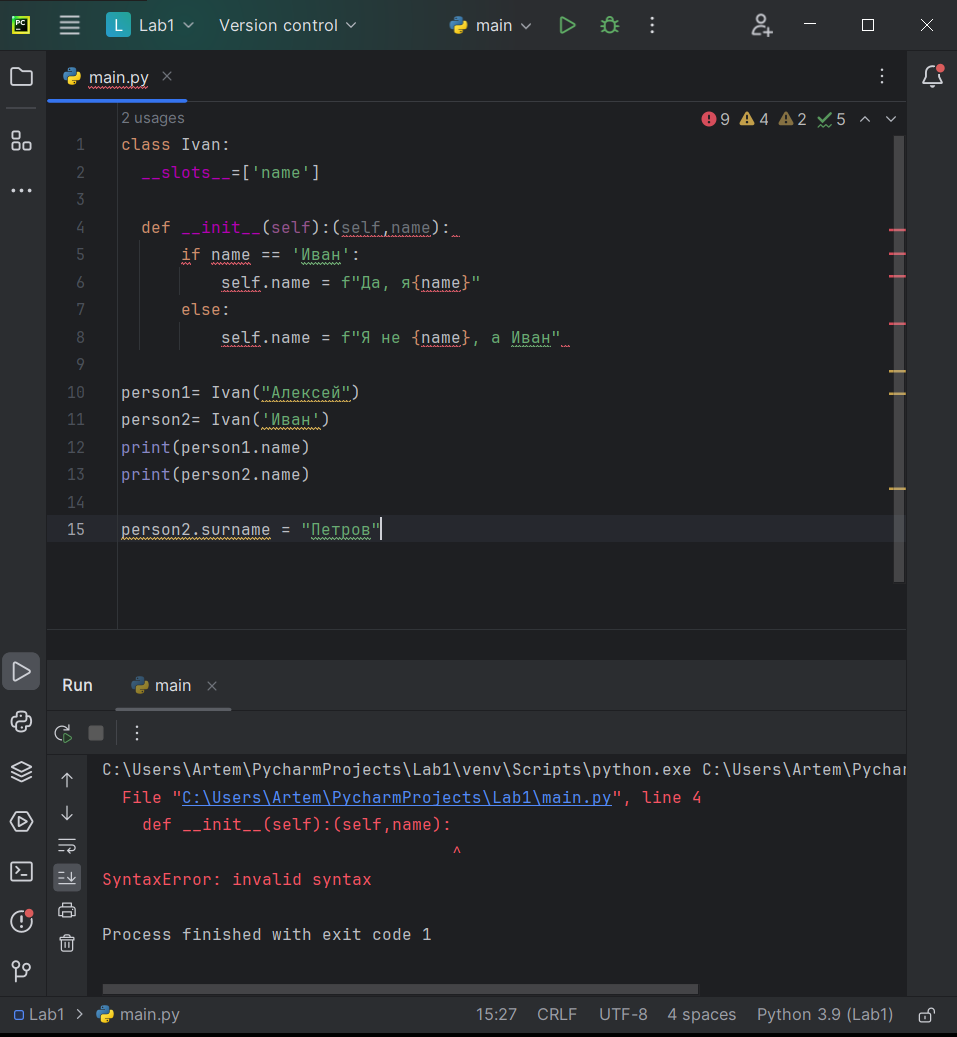 PC L Lab1 Version control main
main.py
2 usages 9 4 2 5
1 class Ivan:
2 __slots__=['name']
3
4 def __init__(self):(self,name):
5 if name == 'Иван':
6 self.name = f"Да, я{name}"
7 else:
8 self.name = f"Я не {name}, а Иван"
9
10 person1= Ivan("Алексей")
11 person2= Ivan('Иван')
12 print(person1.name)
13 print(person2.name)
14
15 person2.surname = "Петров"
Run main
C:\Users\Artem\PycharmProjects\Lab1\venv\Scripts\python.exe C:\Users\Artem\Pychar
File "C:\Users\Artem\PycharmProjects\Lab1\main.py", line 4
def __init__(self):(self,name):
^
SyntaxError: invalid syntax
Process finished with exit code 1
Lab1 > main.py 15:27 CRLF UTF-8 4 spaces Python 3.9 (Lab1)